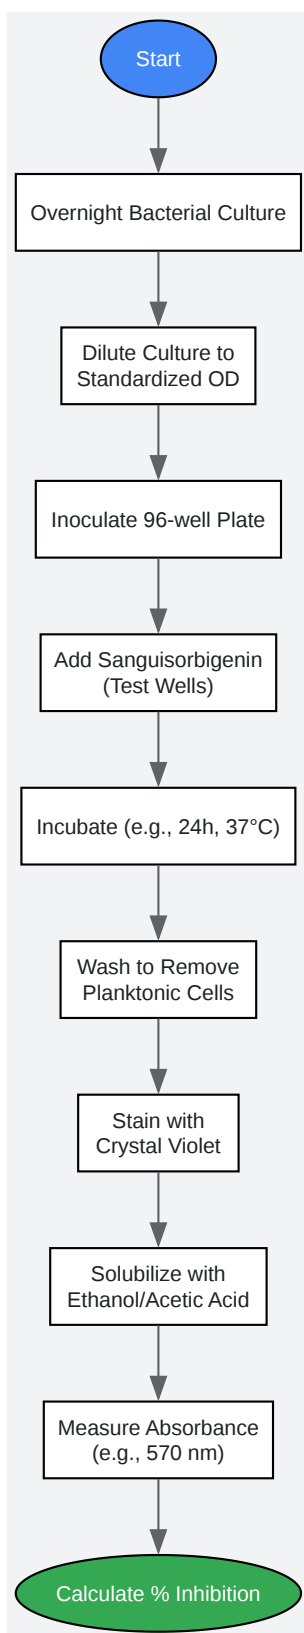 Start
Overnight Bacterial Culture
Dilute Culture to
Standardized OD
Inoculate 96-well Plate
Add Sanguisorbigenin
(Test Wells)
Incubate (e.g., 24h, 37°C)
Wash to Remove
Planktonic Cells
Stain with
Crystal Violet
Solubilize with
Ethanol/Acetic Acid
Measure Absorbance
(e.g., 570 nm)
Calculate % Inhibition